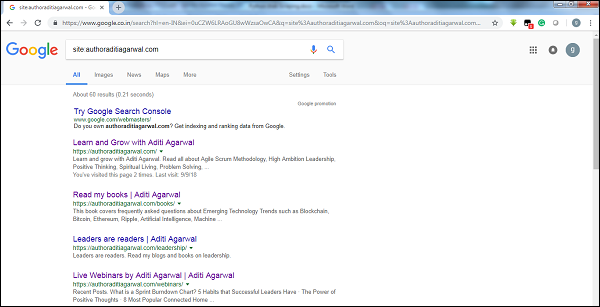 site:authoraditiagarwal.com - Go
https://www.google.co.in/search?hl=en-IN&ei=
Google
site:authoraditiagarwal.com
g
All Images News Maps More Settings Tools
About 60 results (0.21 seconds)
Google promotion
Try Google Search Console
www.google.com/webmasters/
Do you own authoraditiagarwal.com? Get indexing and ranking data from Google.
Learn and Grow with Aditi Agarwal
https://authoraditiagarwal.com/
Learn and grow with Aditi Agarwal. Read all about Agile Scrum Methodology, High Ambition Leadership,
Positive Thinking, Spiritual Living, Problem Solving, ...
You've visited this page 2 times. Last visit: 9/9/18
Read my books | Aditi Agarwal
https://authoraditiagarwal.com/books/
This book covers frequently asked questions about Emerging Technology Trends such as Blockchain,
Bitcoin, Ethereum, Ripple, Artificial Intelligence, Machine ...
Leaders are readers | Aditi Agarwal
https://authoraditiagarwal.com/leadership/
Leaders are readers. Read my blogs and books on leadership.
Live Webinars by Aditi Agarwal | Aditi Agarwal
https://authoraditiagarwal.com/webinars/
Recent Posts. What is a Sprint Burndown Chart? 5 Habits that Successful Leaders Have · The Power of
Positive Thoughts · 8 Most Popular Connected Home ...